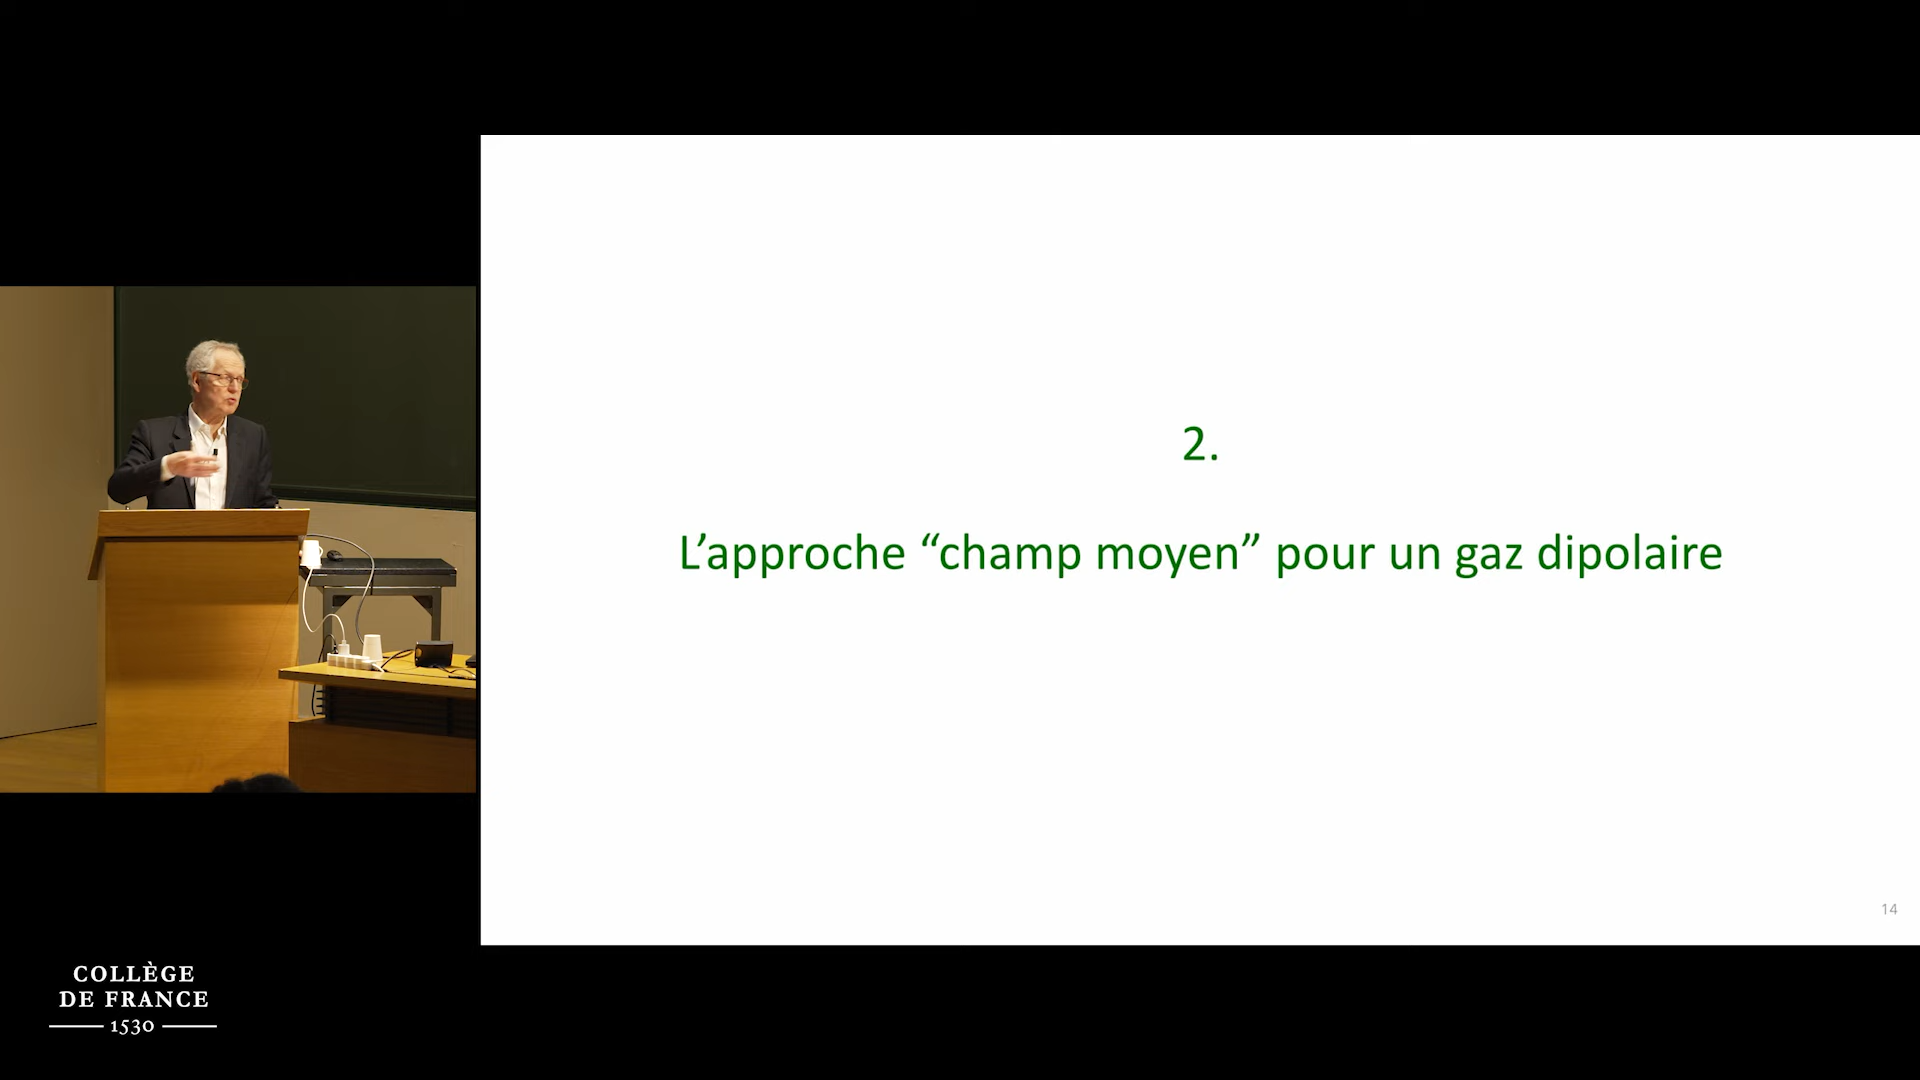 2.
L’approche “champ moyen” pour un gaz dipolaire
14
COLLÈGE
DE FRANCE
1530